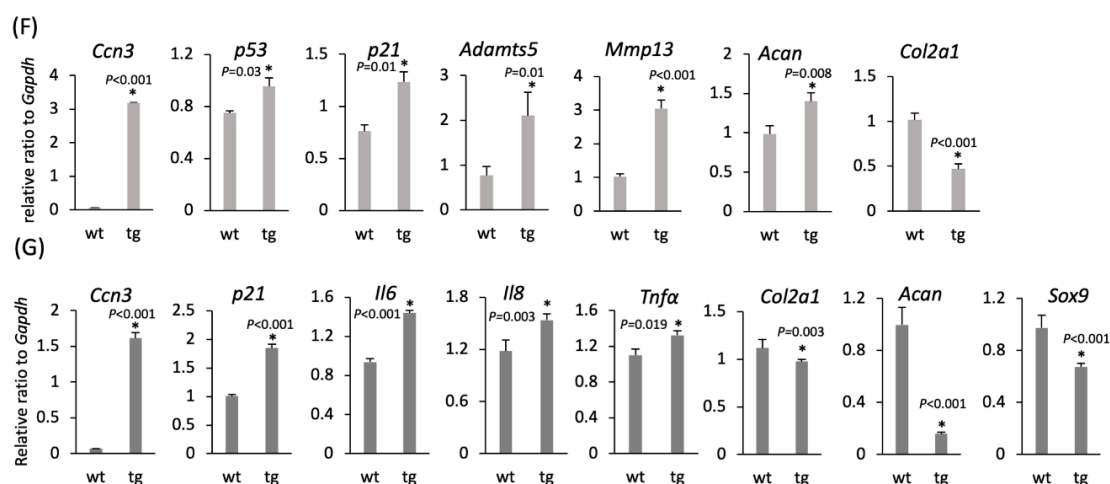 (F)
Ccn3 p53 p21 Adamts5 Mmp13 Acan Col2a1
relative ratio to Gapdh
4 3 2 1 0
P<0.001 *
wt tg
1.2 0.9 0.6 0.3 0
P=0.03 *
wt tg
1.5 1 0.5 0
P=0.01 *
wt tg
3 2 1 0
P=0.01 *
wt tg
4 3 2 1 0
P<0.001 *
wt tg
2 1.5 1 0.5 0
P=0.008 *
wt tg
1.5 1 0.5 0
P<0.001 *
wt tg
(G)
Ccn3 p21 Il6 Il8 Tnfα Col2a1 Acan Sox9
Relative ratio to Gapdh
2 1.5 1 0.5 0
P<0.001 *
wt tg
2.5 2.0 1.5 1 0.5 0
P<0.001 *
wt tg
1.6 1.2 0.8 0.4 0
P<0.001 *
wt tg
1.8 1.2 0.6 0
P=0.003 *
wt tg
1.6 1.2 0.8 0.4 0
P=0.019 *
wt tg
1.5 1 0.5 0
P=0.003 *
wt tg
1.2 0.8 0.4 0
P<0.001 *
wt tg
1.2 0.8 0.4 0
P<0.001 *
wt tg